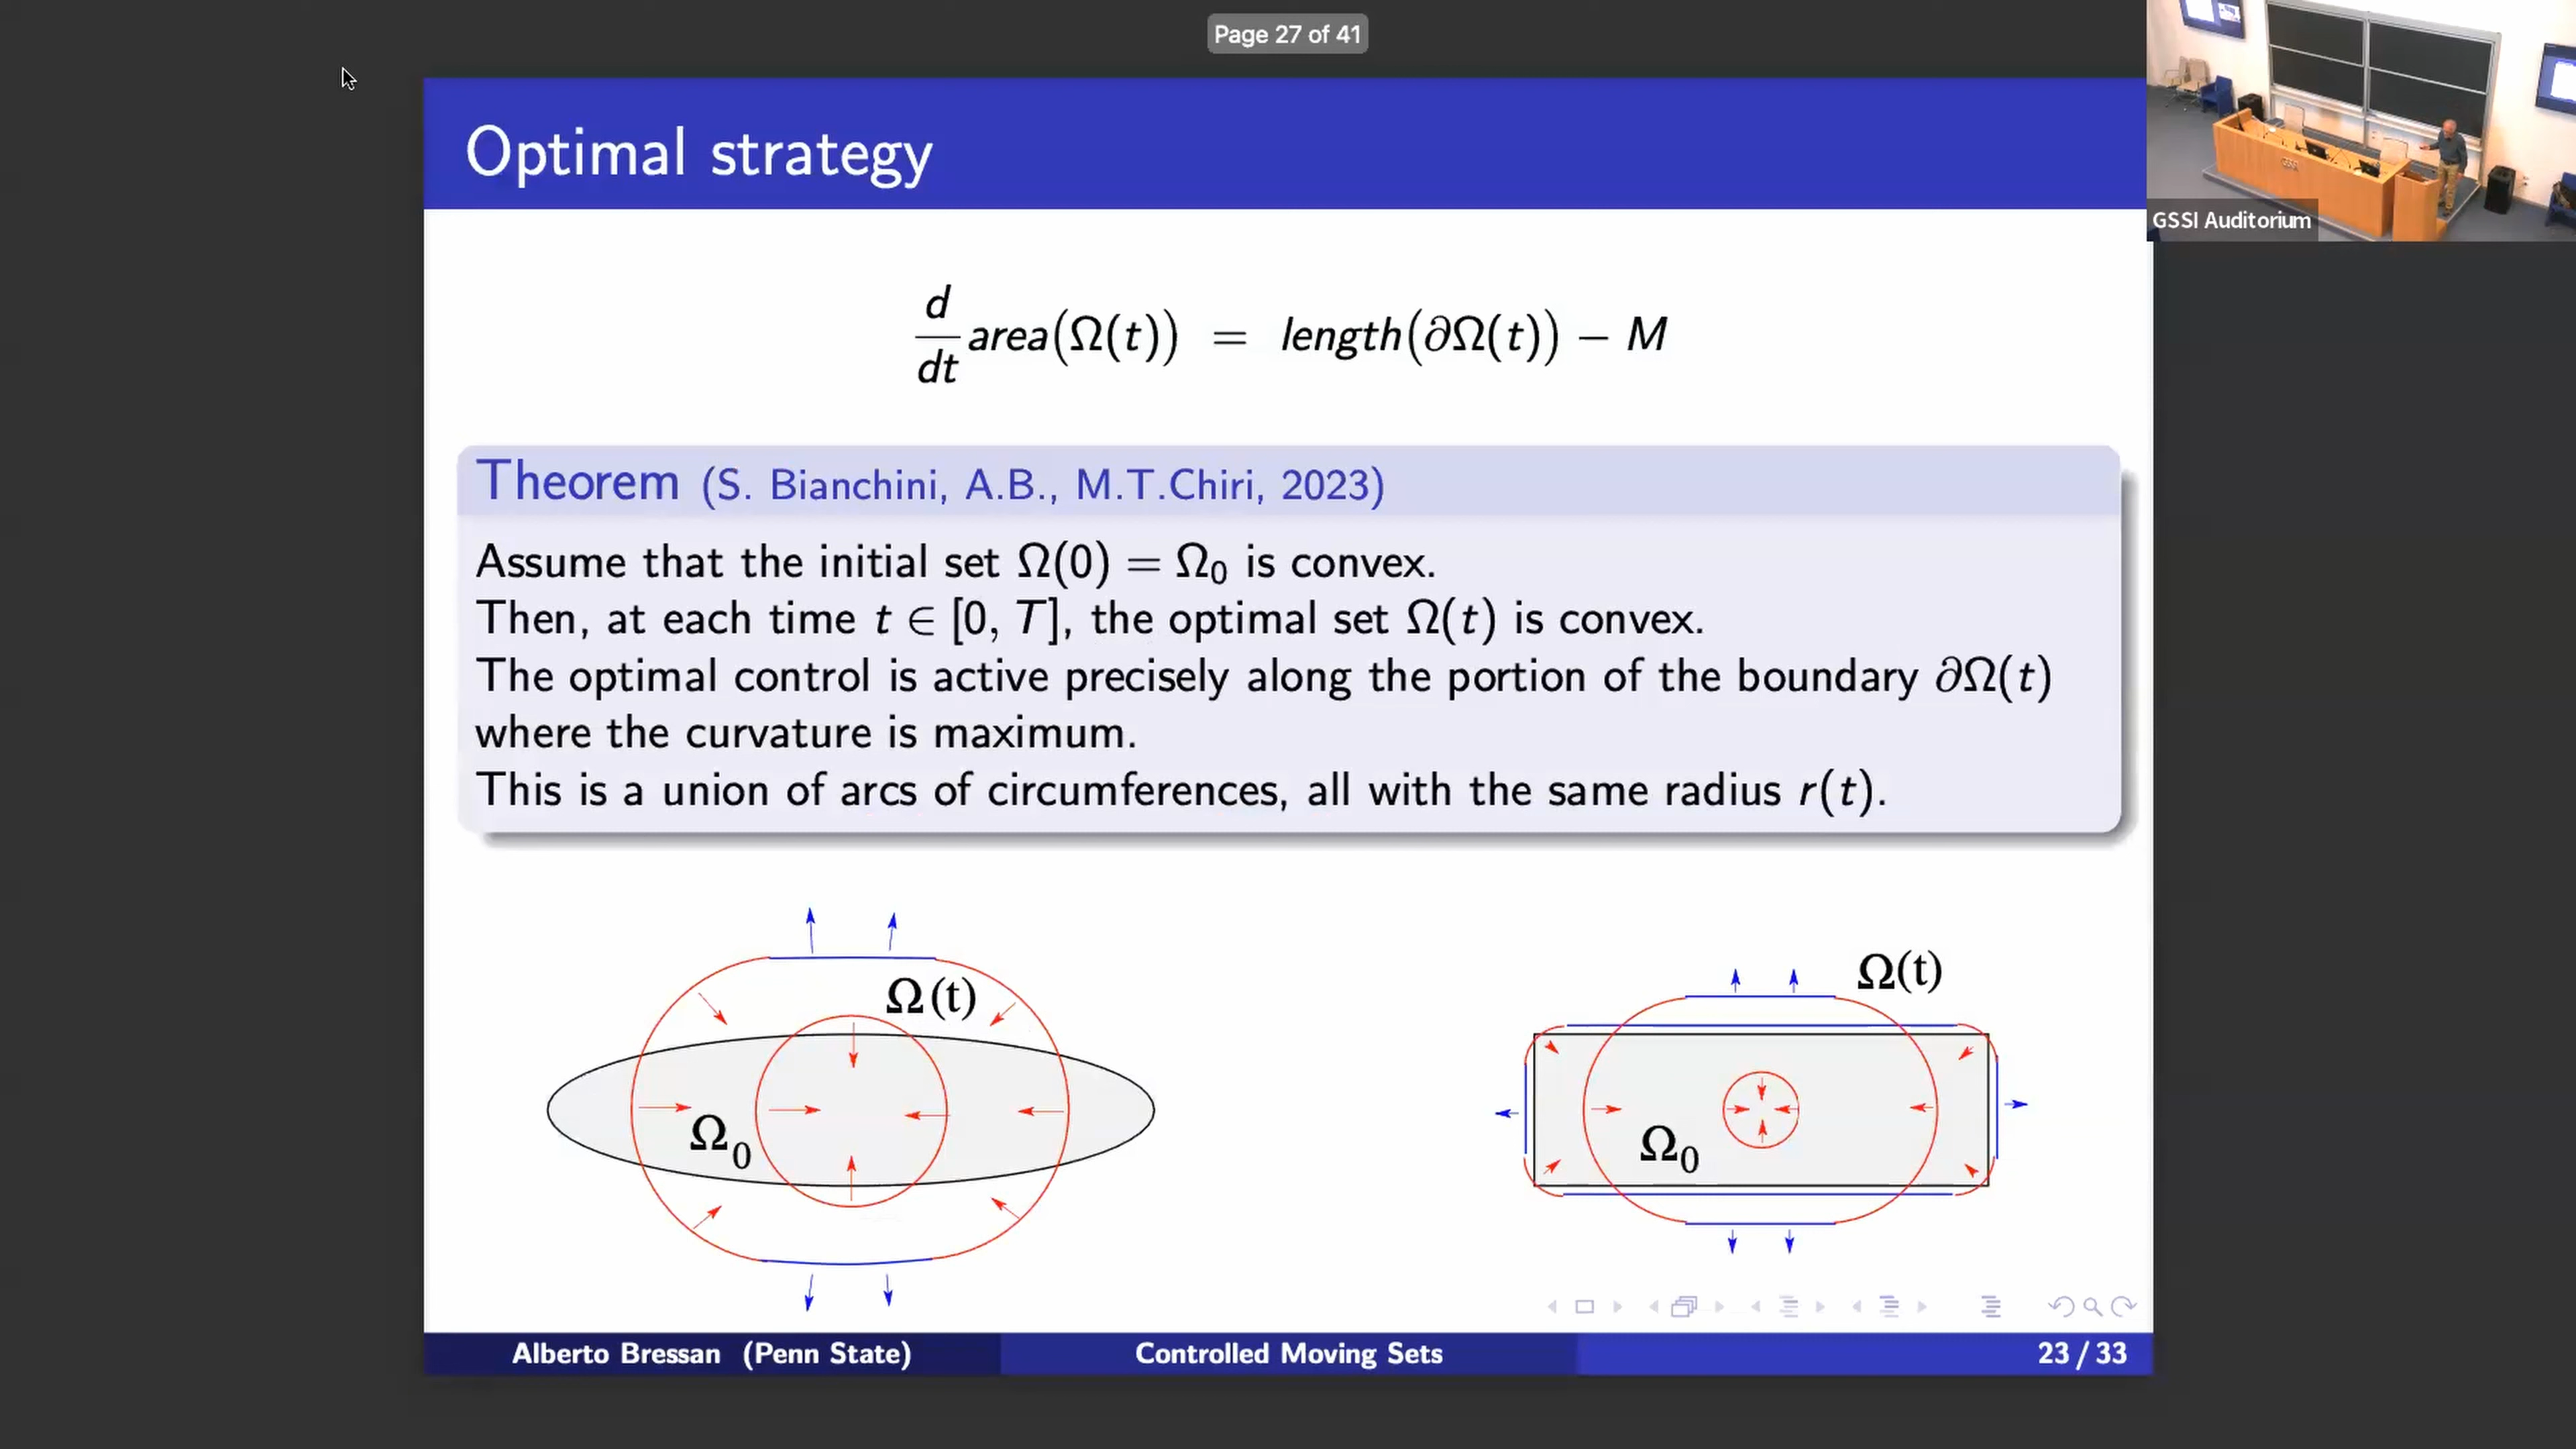 Page 27 of 41
Optimal strategy
GSSI Auditorium
d/dt area(Ω(t)) = length(∂Ω(t)) − M
Theorem (S. Bianchini, A.B., M.T.Chiri, 2023)
Assume that the initial set Ω(0) = Ω₀ is convex.
Then, at each time t ∈ [0, T], the optimal set Ω(t) is convex.
The optimal control is active precisely along the portion of the boundary ∂Ω(t)
where the curvature is maximum.
This is a union of arcs of circumferences, all with the same radius r(t).
Ω(t)
Ω₀
Ω(t)
Ω₀
Alberto Bressan (Penn State)
Controlled Moving Sets
23 / 33